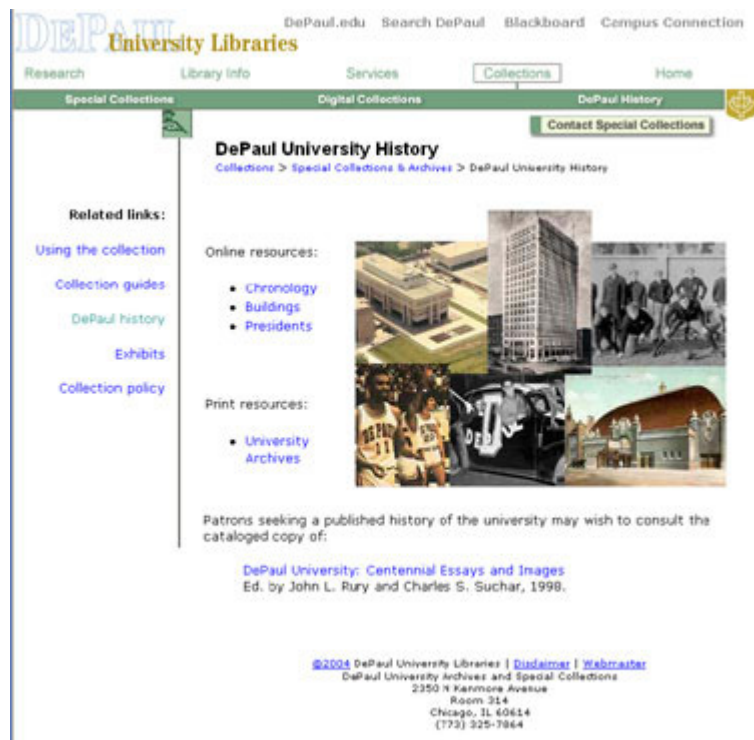 DePaul.edu Search DePaul Blackboard Campus Connection
DEPAUL University Libraries
Research Library Info Services Collections Home
Special Collections Digital Collections DePaul History
Contact Special Collections
DePaul University History
Collections > Special Collections & Archives > DePaul University History
Related links:
Using the collection
Collection guides
DePaul history
Exhibits
Collection policy
Online resources:
• Chronology
• Buildings
• Presidents
Print resources:
• University
Archives
DE PAUL
11
DEPAUL
Patrons seeking a published history of the university may wish to consult the
cataloged copy of:
DePaul University: Centennial Essays and Images
Ed. by John L. Rury and Charles S. Suchar, 1998.
©2004 DePaul University Libraries | Disclaimer | Webmaster
DePaul University Archives and Special Collections
2350 N Kenmore Avenue
Room 314
Chicago, IL 60614
(773) 325-7864